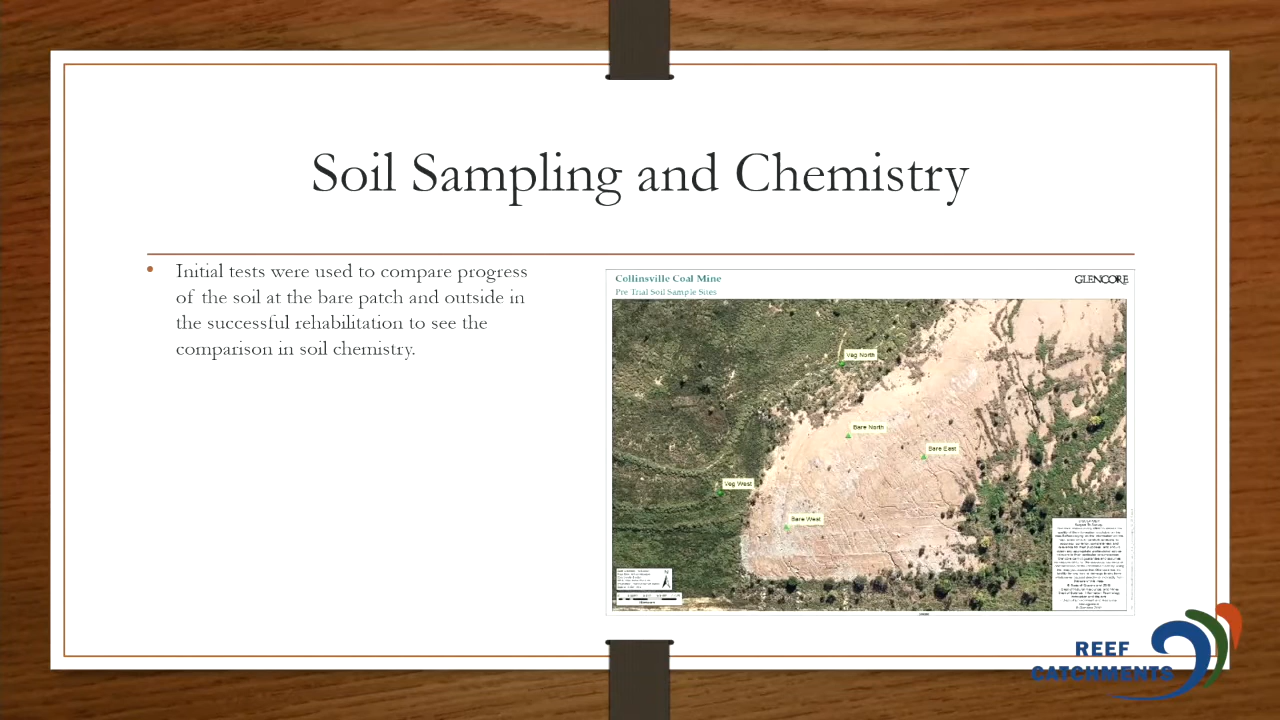 Soil Sampling and Chemistry
• Initial tests were used to compare progress
of the soil at the bare patch and outside in
the successful rehabilitation to see the
comparison in soil chemistry.
Collinsville Coal Mine
GLENCORE
Pre Trial Soil Sample Sites
Veg North
Bare North
Bare East
Veg West
Bare West
REEF
CATCHMENTS